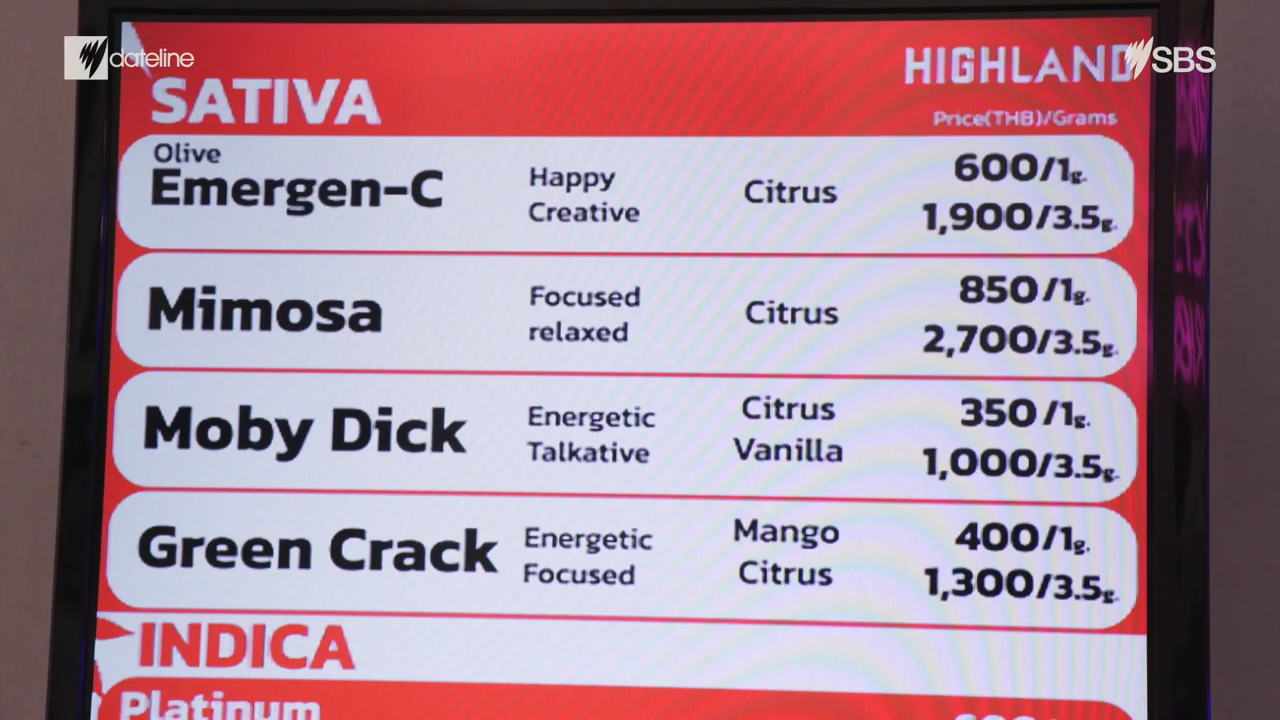 dateline
SBS
HIGHLAND
SATIVA
Price(THB)/Grams
Olive
Emergen-C
Happy
Creative
Citrus
600/1g.
1,900/3.5g.
Mimosa
Focused
relaxed
Citrus
850/1g.
2,700/3.5g.
Moby Dick
Energetic
Talkative
Citrus
Vanilla
350/1g.
1,000/3.5g.
Green Crack
Energetic
Focused
Mango
Citrus
400/1g.
1,300/3.5g.
INDICA
Platinum